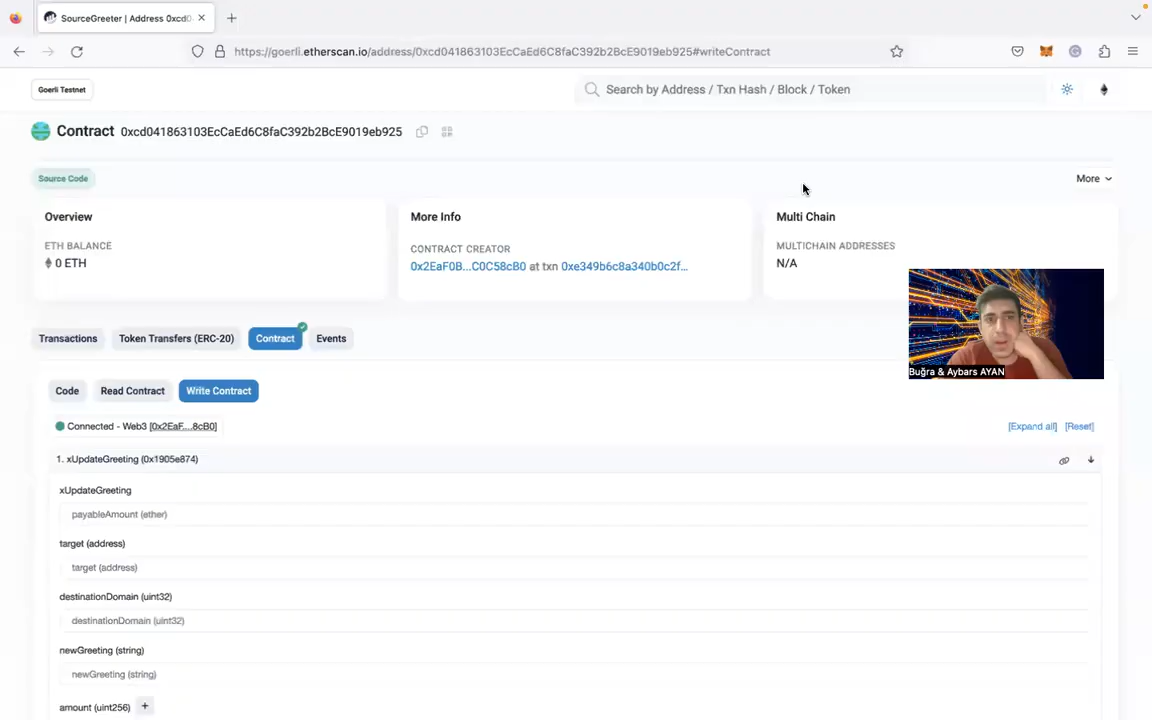 SourceGreeter | Address 0xcd0
https://goerli.etherscan.io/address/0xcd041863103EcCaEd6C8faC392b2BcE9019eb925#writeContract
Goerli Testnet
Search by Address / Txn Hash / Block / Token
Contract 0xcd041863103EcCaEd6C8faC392b2BcE9019eb925
Source Code
More
Overview
ETH BALANCE
0 ETH
More Info
CONTRACT CREATOR
0x2EaF0B...C0C58cB0 at txn 0xe349b6c8a340b0c2f...
Multi Chain
MULTICHAIN ADDRESSES
N/A
Buğra & Aybars AYAN
Transactions Token Transfers (ERC-20) Contract Events
Code Read Contract Write Contract
Connected - Web3 [0x2EaF....8cB0]
[Expand all] [Reset]
1. xUpdateGreeting (0x1905e874)
xUpdateGreeting
payableAmount (ether)
target (address)
target (address)
destinationDomain (uint32)
destinationDomain (uint32)
newGreeting (string)
newGreeting (string)
amount (uint256) +